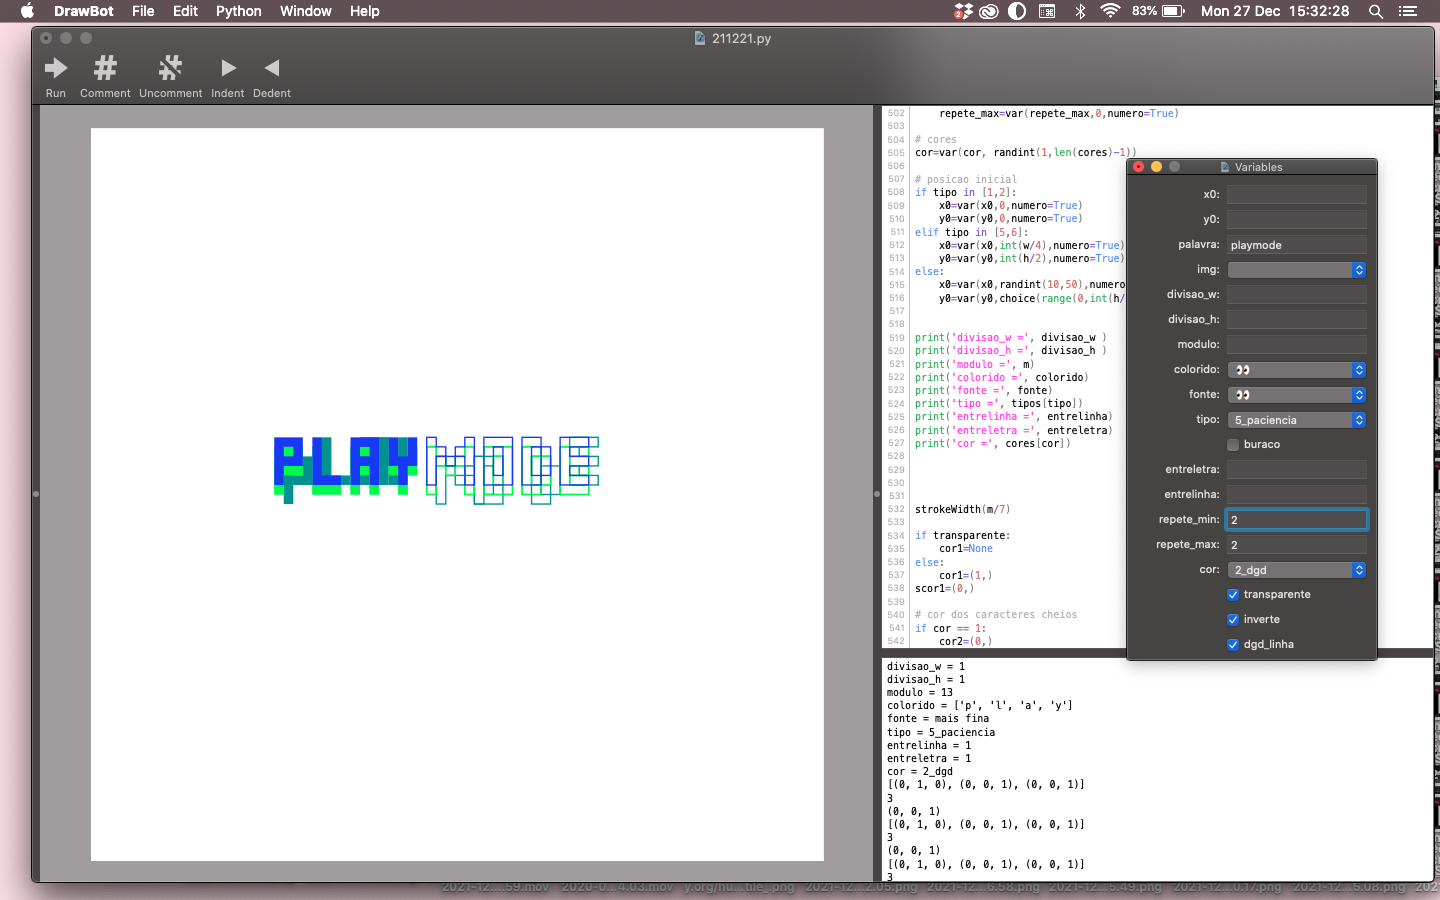 DrawBot File Edit Python Window Help
2
83% Mon 27 Dec 15:32:28
211221.py
Run Comment Uncomment Indent Dedent
PLAYMODE
502 repete_max=var(repete_max,0,numero=True)
503
504 # cores
505 cor=var(cor, randint(1,len(cores)-1))
506
507 # posicao inicial
508 if tipo in [1,2]:
509 x0=var(x0,0,numero=True)
510 y0=var(y0,0,numero=True)
511 elif tipo in [5,6]:
512 x0=var(x0,int(w/4),numero=True)
513 y0=var(y0,int(h/2),numero=True)
514 else:
515 x0=var(x0,randint(10,50),numero
516 y0=var(y0,choice(range(0,int(h/
517
518
519 print('divisao_w =', divisao_w )
520 print('divisao_h =', divisao_h )
521 print('modulo =', m)
522 print('colorido =', colorido)
523 print('fonte =', fonte)
524 print('tipo =', tipos[tipo])
525 print('entrelinha =', entrelinha)
526 print('entreletra =', entreletra)
527 print('cor =', cores[cor])
528
529
530
531
532 strokeWidth(m/7)
533
534 if transparente:
535 cor1=None
536 else:
537 cor1=(1,)
538 scor1=(0,)
539
540 # cor dos caracteres cheios
541 if cor == 1:
542 cor2=(0,)
Variables
x0:
y0:
palavra: playmode
img:
divisao_w:
divisao_h:
modulo:
colorido: 👀
fonte: 👀
tipo: 5_paciencia
buraco
entreletra:
entrelinha:
repete_min: 2
repete_max: 2
cor: 2_dgd
transparente
inverte
dgd_linha
divisao_w = 1
divisao_h = 1
modulo = 13
colorido = ['p', 'l', 'a', 'y']
fonte = mais fina
tipo = 5_paciencia
entrelinha = 1
entreletra = 1
cor = 2_dgd
[(0, 1, 0), (0, 0, 1), (0, 0, 1)]
3
(0, 0, 1)
[(0, 1, 0), (0, 0, 1), (0, 0, 1)]
3
(0, 0, 1)
[(0, 1, 0), (0, 0, 1), (0, 0, 1)]
3
2021-12....59.mov 2020-0...4.03.mov y.org/hu...tile_.png 2021-12...2.05.png 2021-12...6.58.png 2021-12...5.49.png 2021-12...0.17.png 2021-12...5.08.png